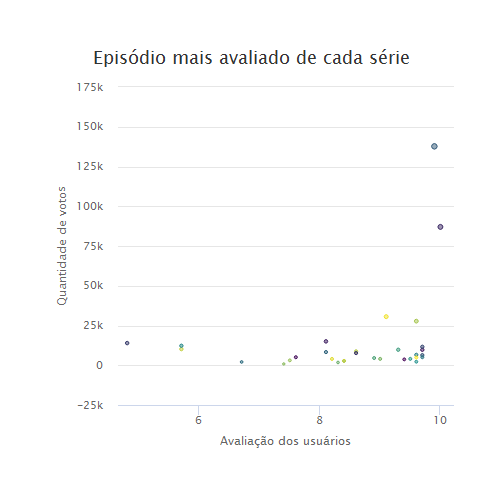 Episódio mais avaliado de cada série
175k
150k
125k
100k
75k
50k
25k
0
−25k
Quantidade de votos
6
8
10
Avaliação dos usuários